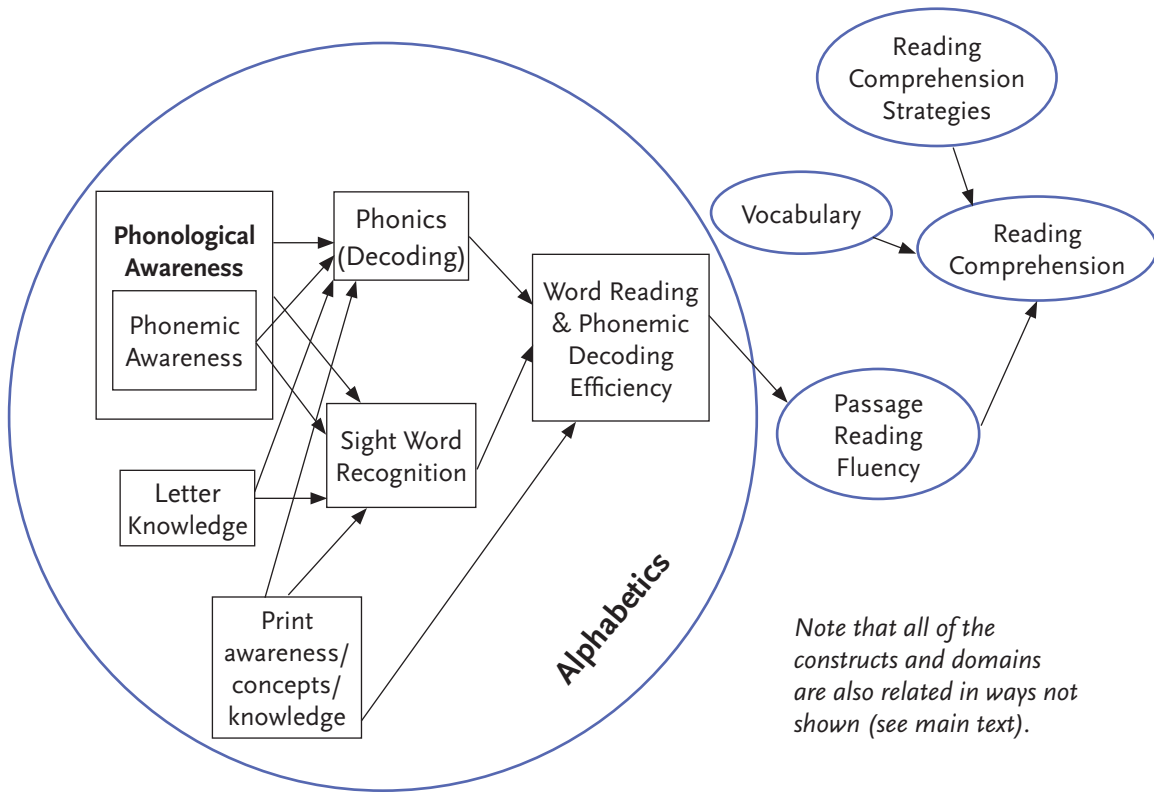 Reading
Comprehension
Strategies
Vocabulary
Reading
Comprehension
Phonological
Awareness
Phonemic
Awareness
Phonics
(Decoding)
Word Reading
& Phonemic
Decoding
Efficiency
Sight Word
Recognition
Letter
Knowledge
Passage
Reading
Fluency
Print
awareness/
concepts/
knowledge
Alphabetics
Note that all of the
constructs and domains
are also related in ways not
shown (see main text).